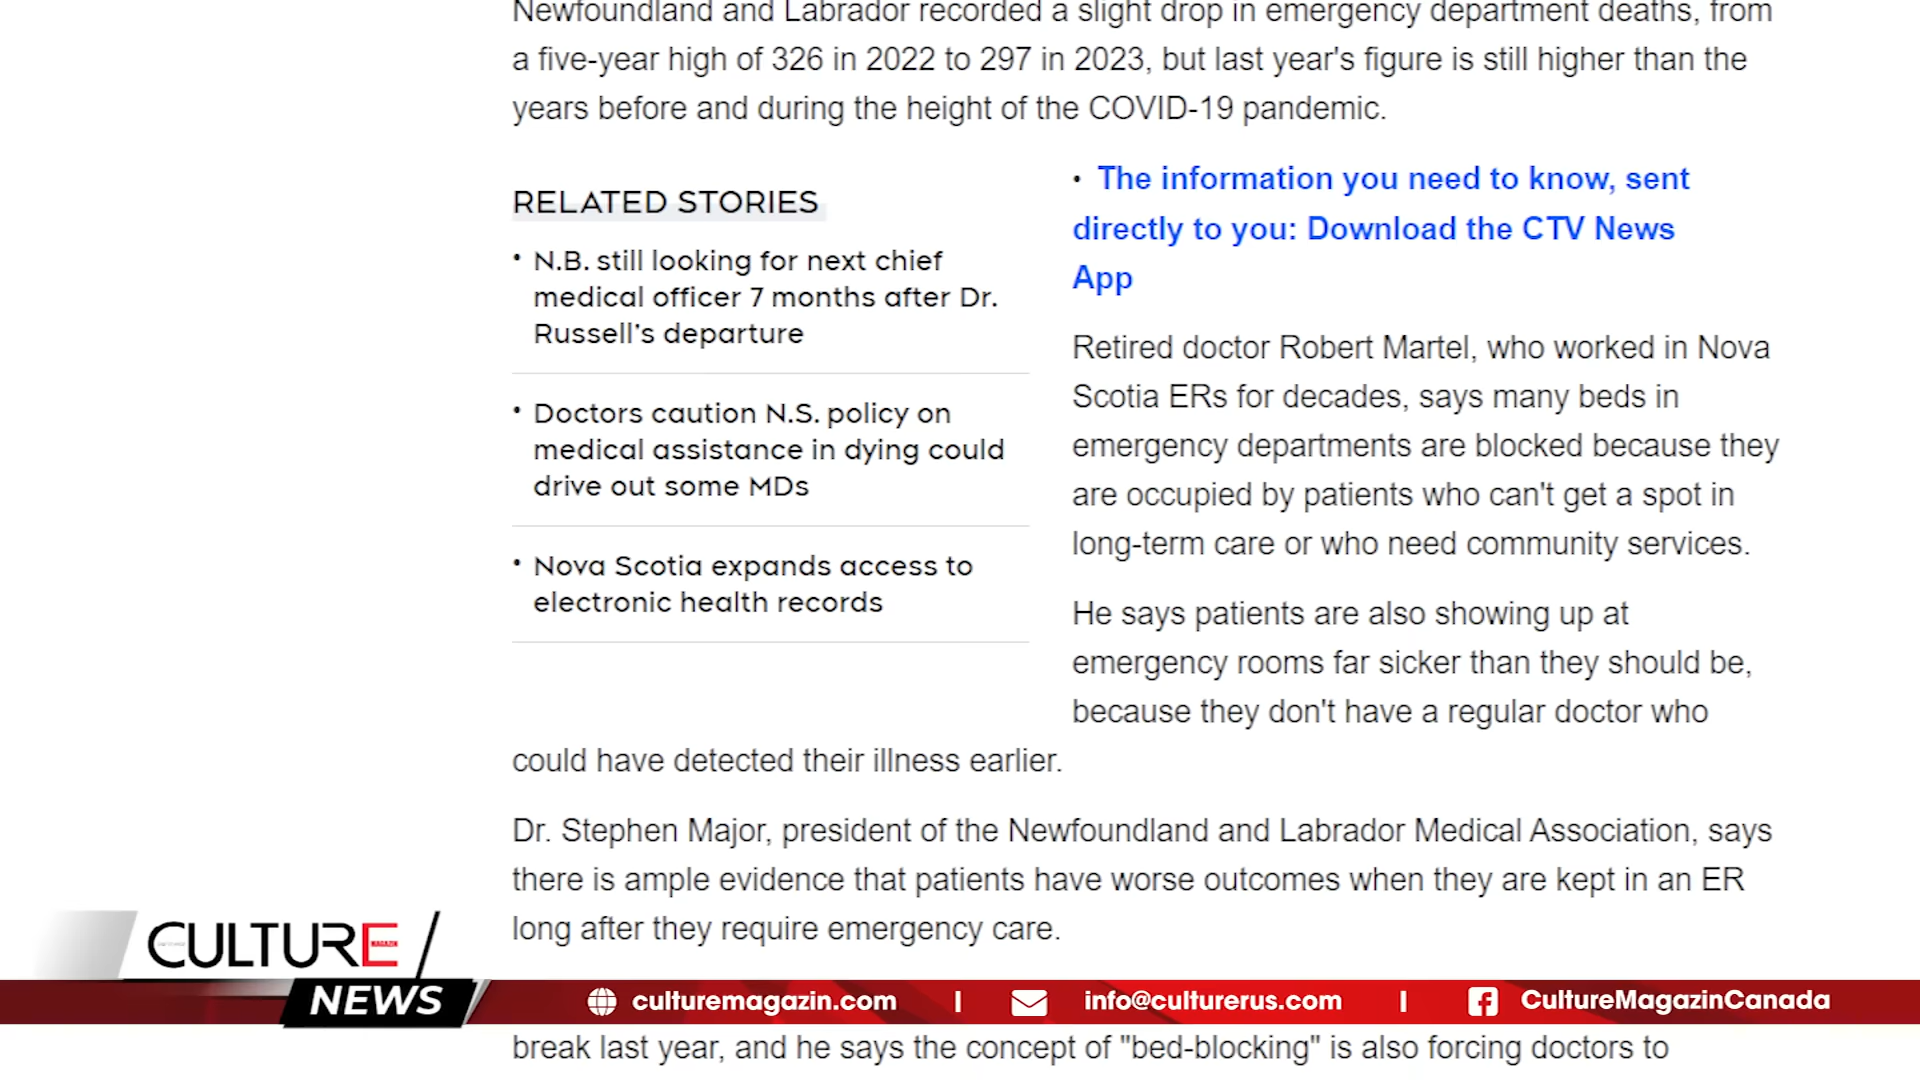 Newfoundland and Labrador recorded a slight drop in emergency department deaths, from
a five-year high of 326 in 2022 to 297 in 2023, but last year's figure is still higher than the
years before and during the height of the COVID-19 pandemic.
RELATED STORIES
• N.B. still looking for next chief
medical officer 7 months after Dr.
Russell's departure
• Doctors caution N.S. policy on
medical assistance in dying could
drive out some MDs
• Nova Scotia expands access to
electronic health records
• The information you need to know, sent
directly to you: Download the CTV News
App
Retired doctor Robert Martel, who worked in Nova
Scotia ERs for decades, says many beds in
emergency departments are blocked because they
are occupied by patients who can't get a spot in
long-term care or who need community services.
He says patients are also showing up at
emergency rooms far sicker than they should be,
because they don't have a regular doctor who
could have detected their illness earlier.
Dr. Stephen Major, president of the Newfoundland and Labrador Medical Association, says
there is ample evidence that patients have worse outcomes when they are kept in an ER
long after they require emergency care.
CULTURE
NEWS
culturemagazin.com | info@culturerus.com | CultureMagazinCanada
break last year, and he says the concept of "bed-blocking" is also forcing doctors to